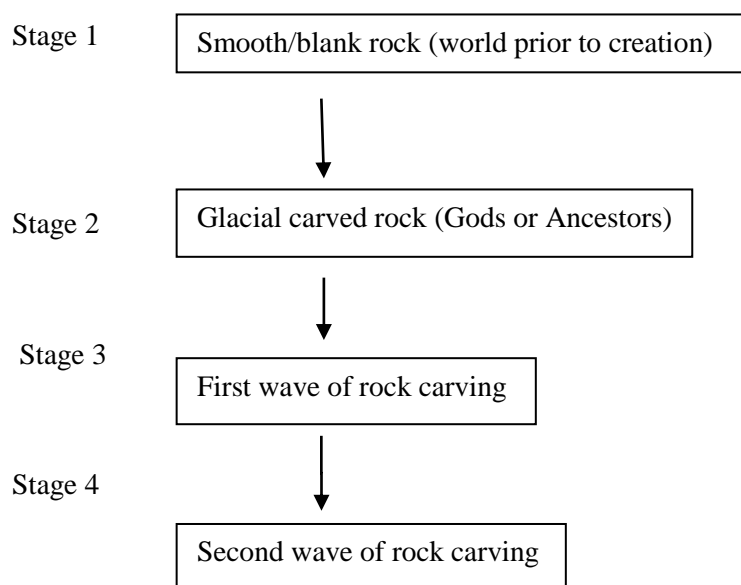 Stage 1
Smooth/blank rock (world prior to creation)
Stage 2
Glacial carved rock (Gods or Ancestors)
Stage 3
First wave of rock carving
Stage 4
Second wave of rock carving